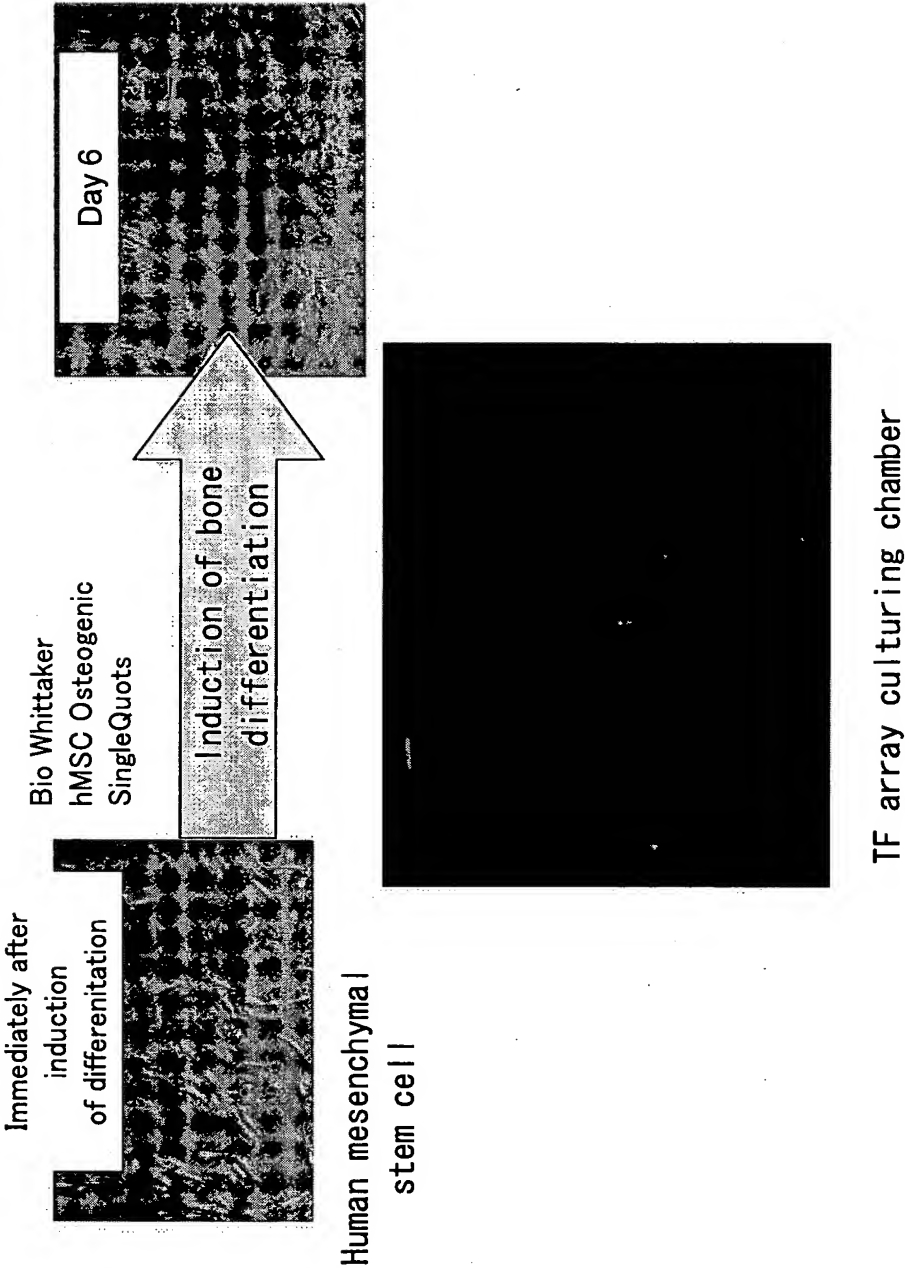 Immediately after
induction
of differenitation
Bio Whittaker
hMSC Osteogenic
SingleQuots
Day 6
Induction of bone
differentiation
Human mesenchymal
stem cell
TF array culturing chamber